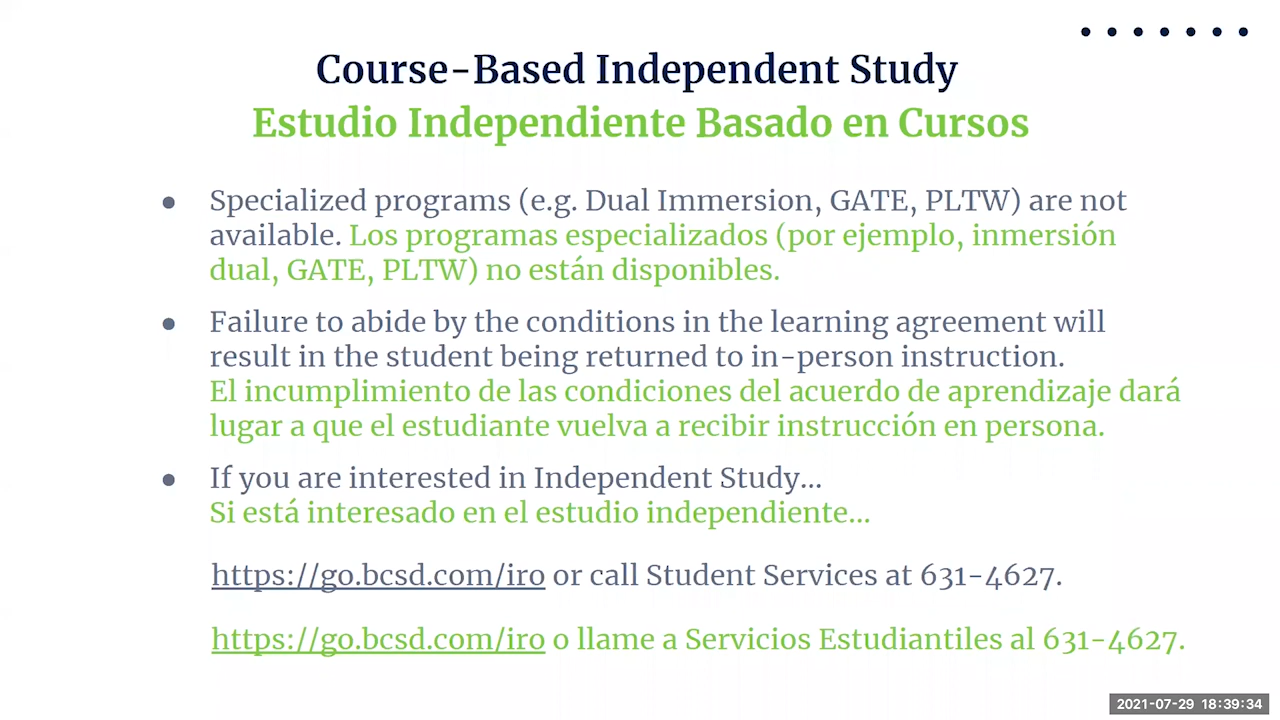 Course-Based Independent Study
Estudio Independiente Basado en Cursos
● Specialized programs (e.g. Dual Immersion, GATE, PLTW) are not
available. Los programas especializados (por ejemplo, inmersión
dual, GATE, PLTW) no están disponibles.
● Failure to abide by the conditions in the learning agreement will
result in the student being returned to in-person instruction.
El incumplimiento de las condiciones del acuerdo de aprendizaje dará
lugar a que el estudiante vuelva a recibir instrucción en persona.
● If you are interested in Independent Study...
Si está interesado en el estudio independiente...
https://go.bcsd.com/iro or call Student Services at 631-4627.
https://go.bcsd.com/iro o llame a Servicios Estudiantiles al 631-4627.
2021-07-29 18:39:34